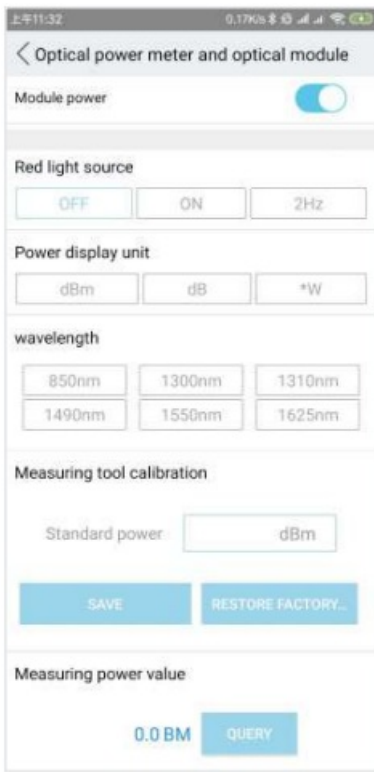 上午11:32 0.17K/s
Optical power meter and optical module
Module power
Red light source
OFF ON 2Hz
Power display unit
dBm dB *W
wavelength
850nm 1300nm 1310nm
1490nm 1550nm 1625nm
Measuring tool calibration
Standard power dBm
SAVE RESTORE FACTORY...
Measuring power value
0.0 BM QUERY